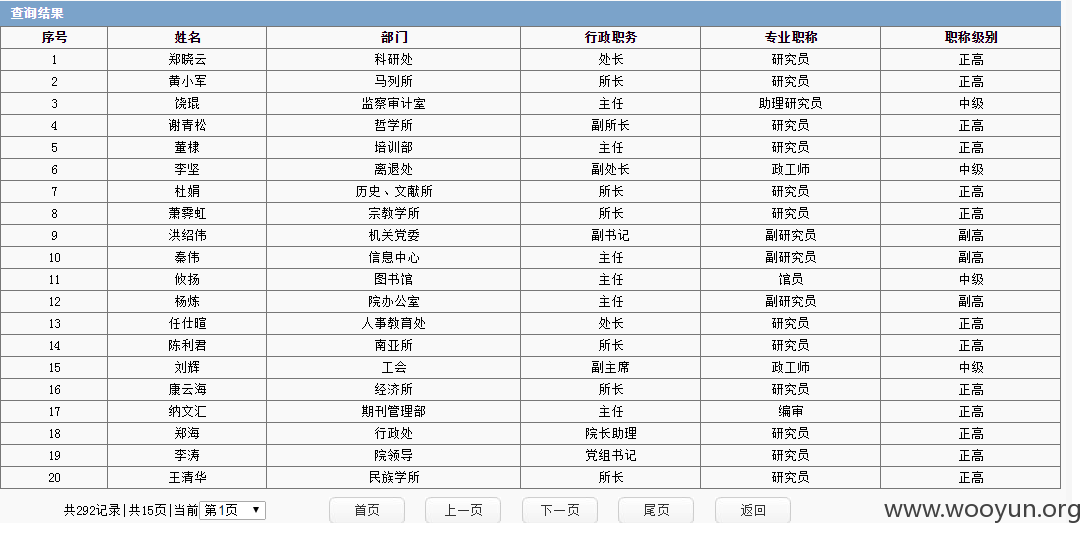 查询结果
序号 姓名 部门 行政职务 专业职称 职称级别
1 郑晓云 科研处 处长 研究员 正高
2 黄小军 马列所 所长 研究员 正高
3 饶琨 监察审计室 主任 助理研究员 中级
4 谢青松 哲学所 副所长 研究员 正高
5 董棣 培训部 主任 研究员 正高
6 李坚 离退处 副处长 政工师 中级
7 杜娟 历史、文献所 所长 研究员 正高
8 萧霁虹 宗教学所 所长 研究员 正高
9 洪绍伟 机关党委 副书记 副研究员 副高
10 秦伟 信息中心 主任 副研究员 副高
11 攸扬 图书馆 主任 馆员 中级
12 杨炼 院办公室 主任 副研究员 副高
13 任仕暄 人事教育处 处长 研究员 正高
14 陈利君 南亚所 所长 研究员 正高
15 刘辉 工会 副主席 政工师 中级
16 康云海 经济所 所长 研究员 正高
17 纳文汇 期刊管理部 主任 编审 正高
18 郑海 行政处 院长助理 研究员 正高
19 李涛 院领导 党组书记 研究员 正高
20 王清华 民族学所 所长 研究员 正高
共292记录|共15页|当前 第1页 首页 上一页 下一页 尾页 返回
www.wooyun.org